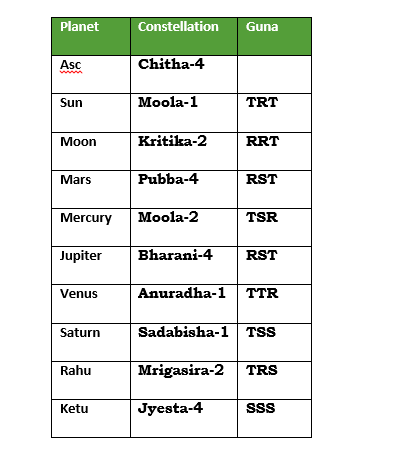 Planet Constellation Guna
Asc Chitha-4
Sun Moola-1 TRT
Moon Kritika-2 RRT
Mars Pubba-4 RST
Mercury Moola-2 TSR
Jupiter Bharani-4 RST
Venus Anuradha-1 TTR
Saturn Sadabisha-1 TSS
Rahu Mrigasira-2 TRS
Ketu Jyesta-4 SSS